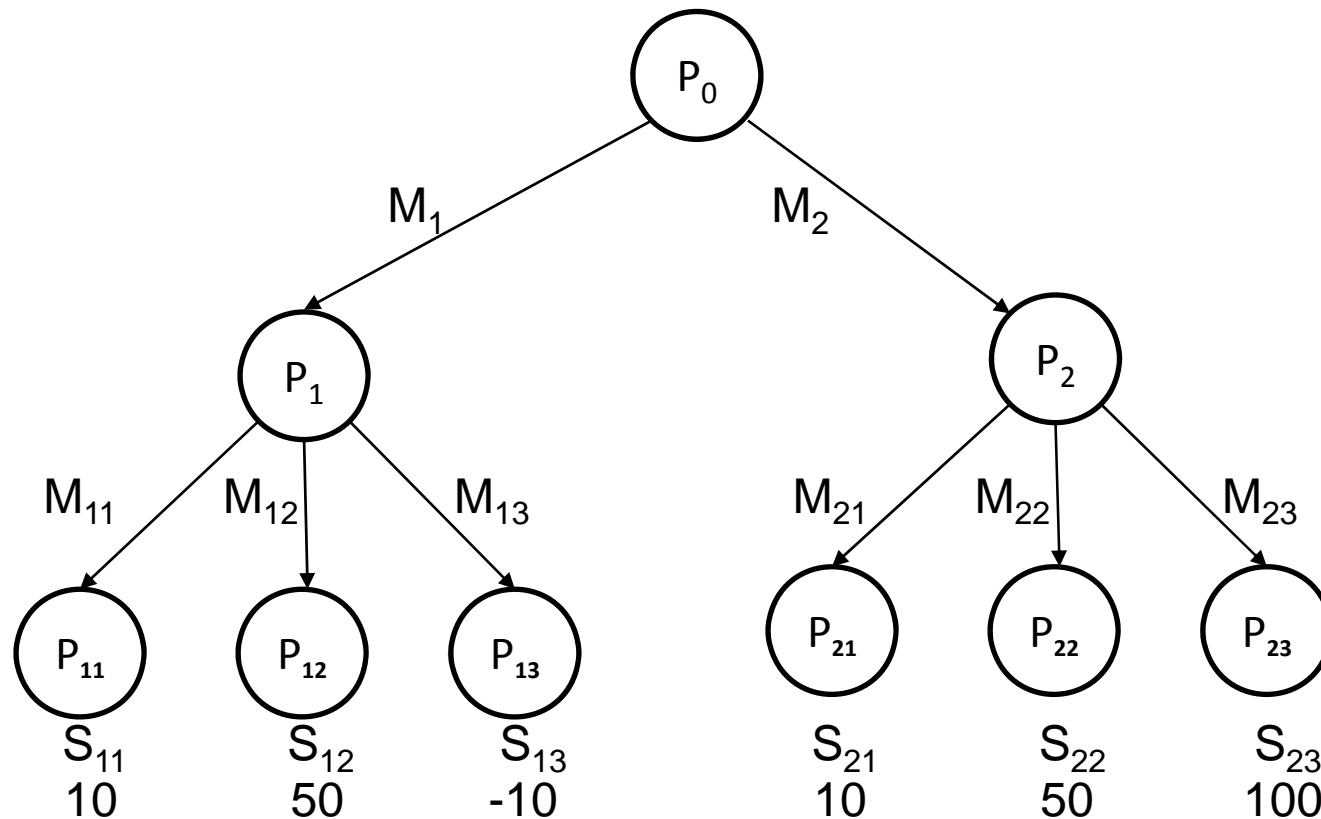 P₀
M₁ M₂
P₁ P₂
M₁₁ M₁₂ M₁₃ M₂₁ M₂₂ M₂₃
P₁₁ P₁₂ P₁₃ P₂₁ P₂₂ P₂₃
S₁₁ S₁₂ S₁₃ S₂₁ S₂₂ S₂₃
10 50 -10 10 50 100